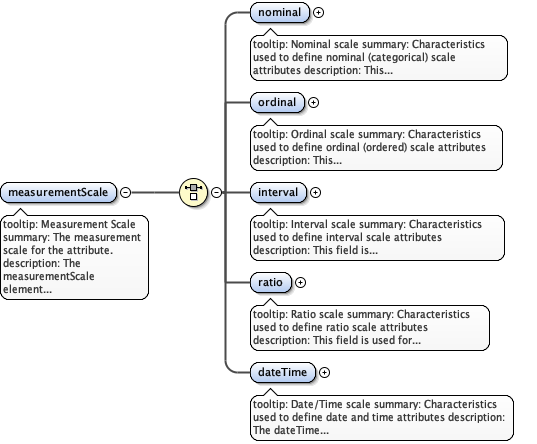 nominal
tooltip: Nominal scale summary: Characteristics
used to define nominal (categorical) scale
attributes description: This...
ordinal
tooltip: Ordinal scale summary: Characteristics
used to define ordinal (ordered) scale attributes
description: This...
measurementScale
tooltip: Measurement Scale
summary: The measurement
scale for the attribute.
description: The
measurementScale
element...
interval
tooltip: Interval scale summary: Characteristics
used to define interval scale attributes
description: This field is...
ratio
tooltip: Ratio scale summary: Characteristics
used to define ratio scale attributes
description: This field is used for...
dateTime
tooltip: Date/Time scale summary: Characteristics
used to define date and time attributes description:
The dateTime...